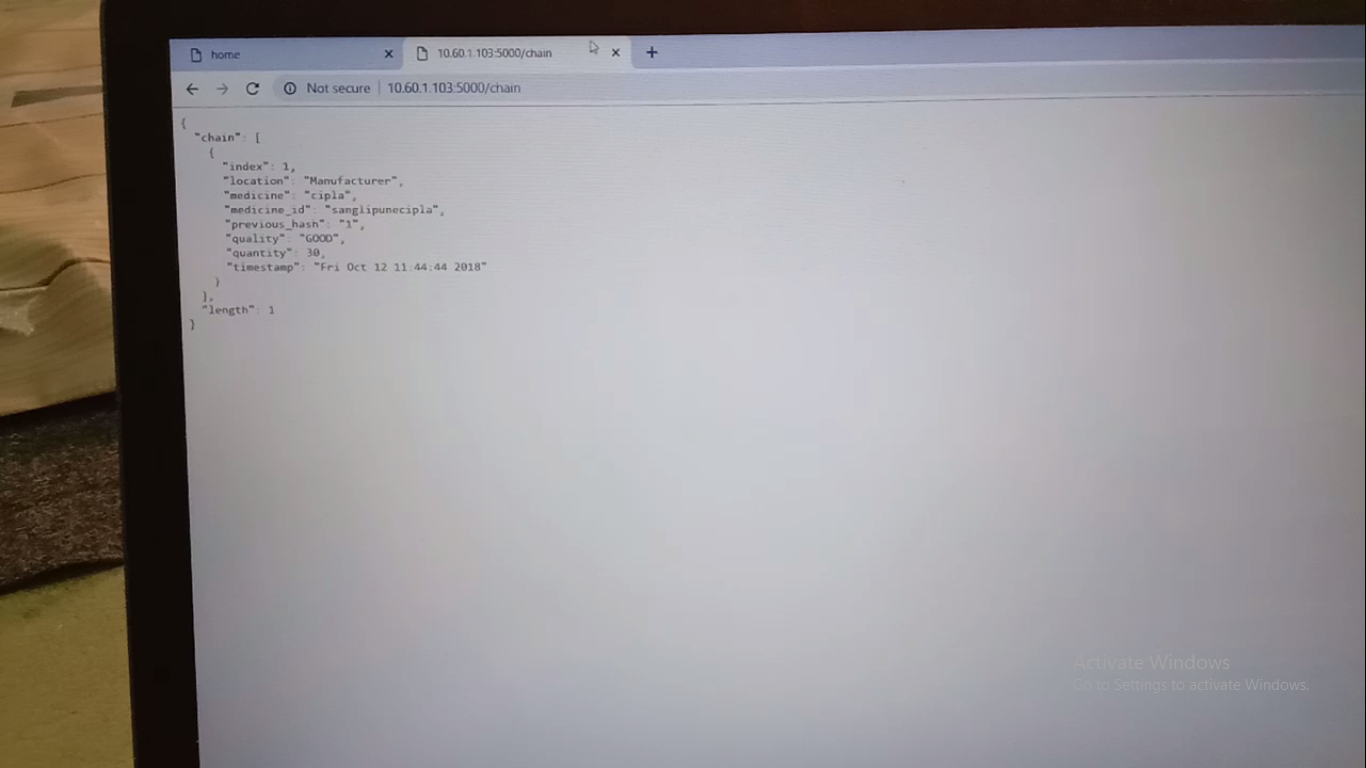 home
10.60.1.103:5000/chain
Not secure | 10.60.1.103:5000/chain
{
"chain": [
{
"index": 1,
"location": "Manufacturer",
"medicine": "cipla",
"medicine_id": "sanglipunecipla",
"previous_hash": "1",
"quality": "GOOD",
"quantity": 30,
"timestamp": "Fri Oct 12 11:44:44 2018"
}
],
"length": 1
}
Activate Windows
Go to Settings to activate Windows.